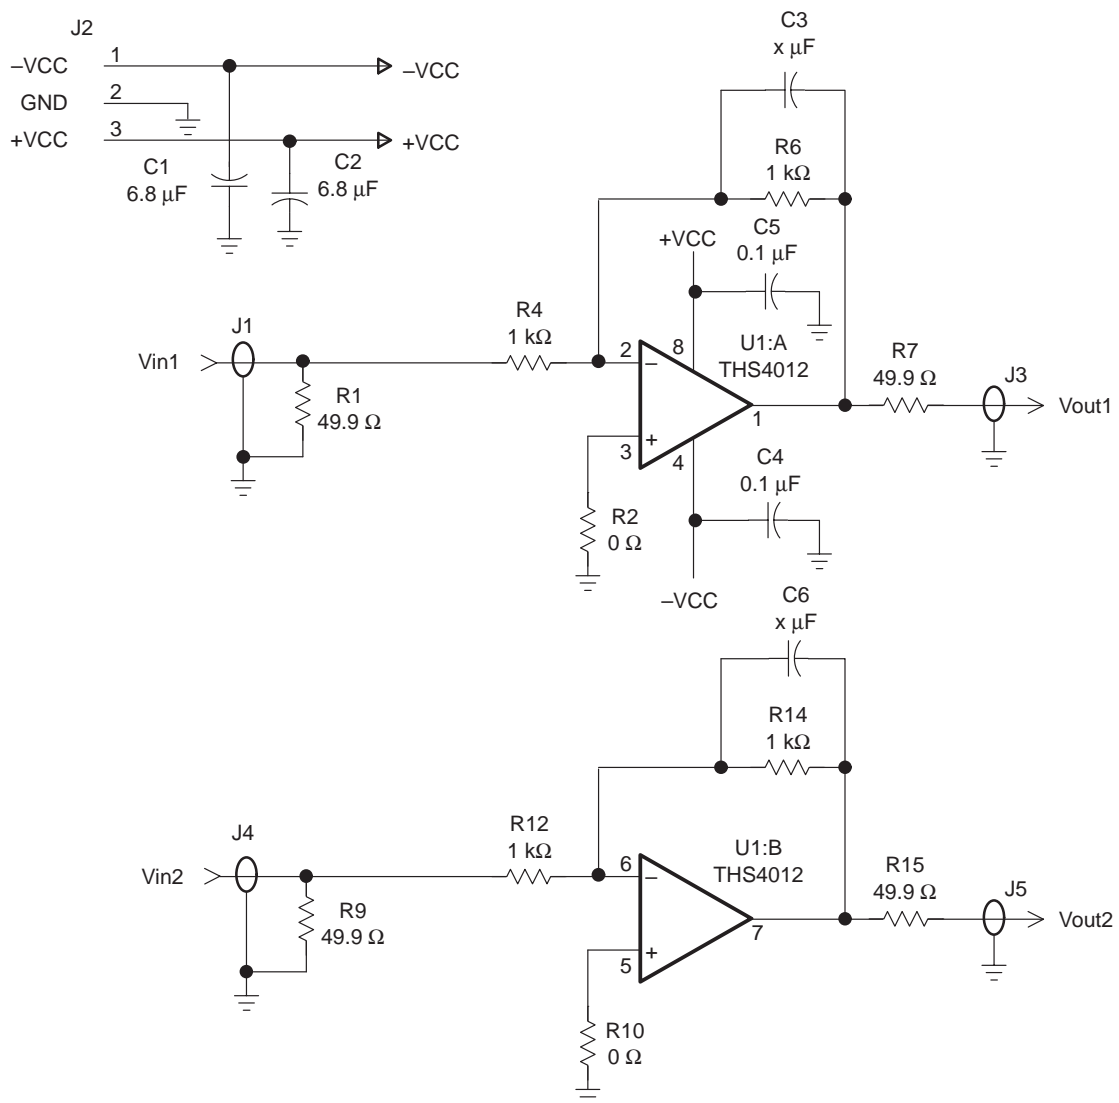 J2
–VCC 1 –VCC
GND 2
+VCC 3 +VCC
C1
6.8 μF
C2
6.8 μF
C3
x μF
R6
1 kΩ
C5
0.1 μF
+VCC
R4
1 kΩ
J1
Vin1
R1
49.9 Ω
2
–
8
U1:A
THS4012
R7
49.9 Ω
J3
Vout1
1
3
+
4
C4
0.1 μF
R2
0 Ω
–VCC
C6
x μF
R14
1 kΩ
R12
1 kΩ
J4
Vin2
R9
49.9 Ω
6
–
U1:B
THS4012
R15
49.9 Ω
J5
Vout2
7
5
+
R10
0 Ω